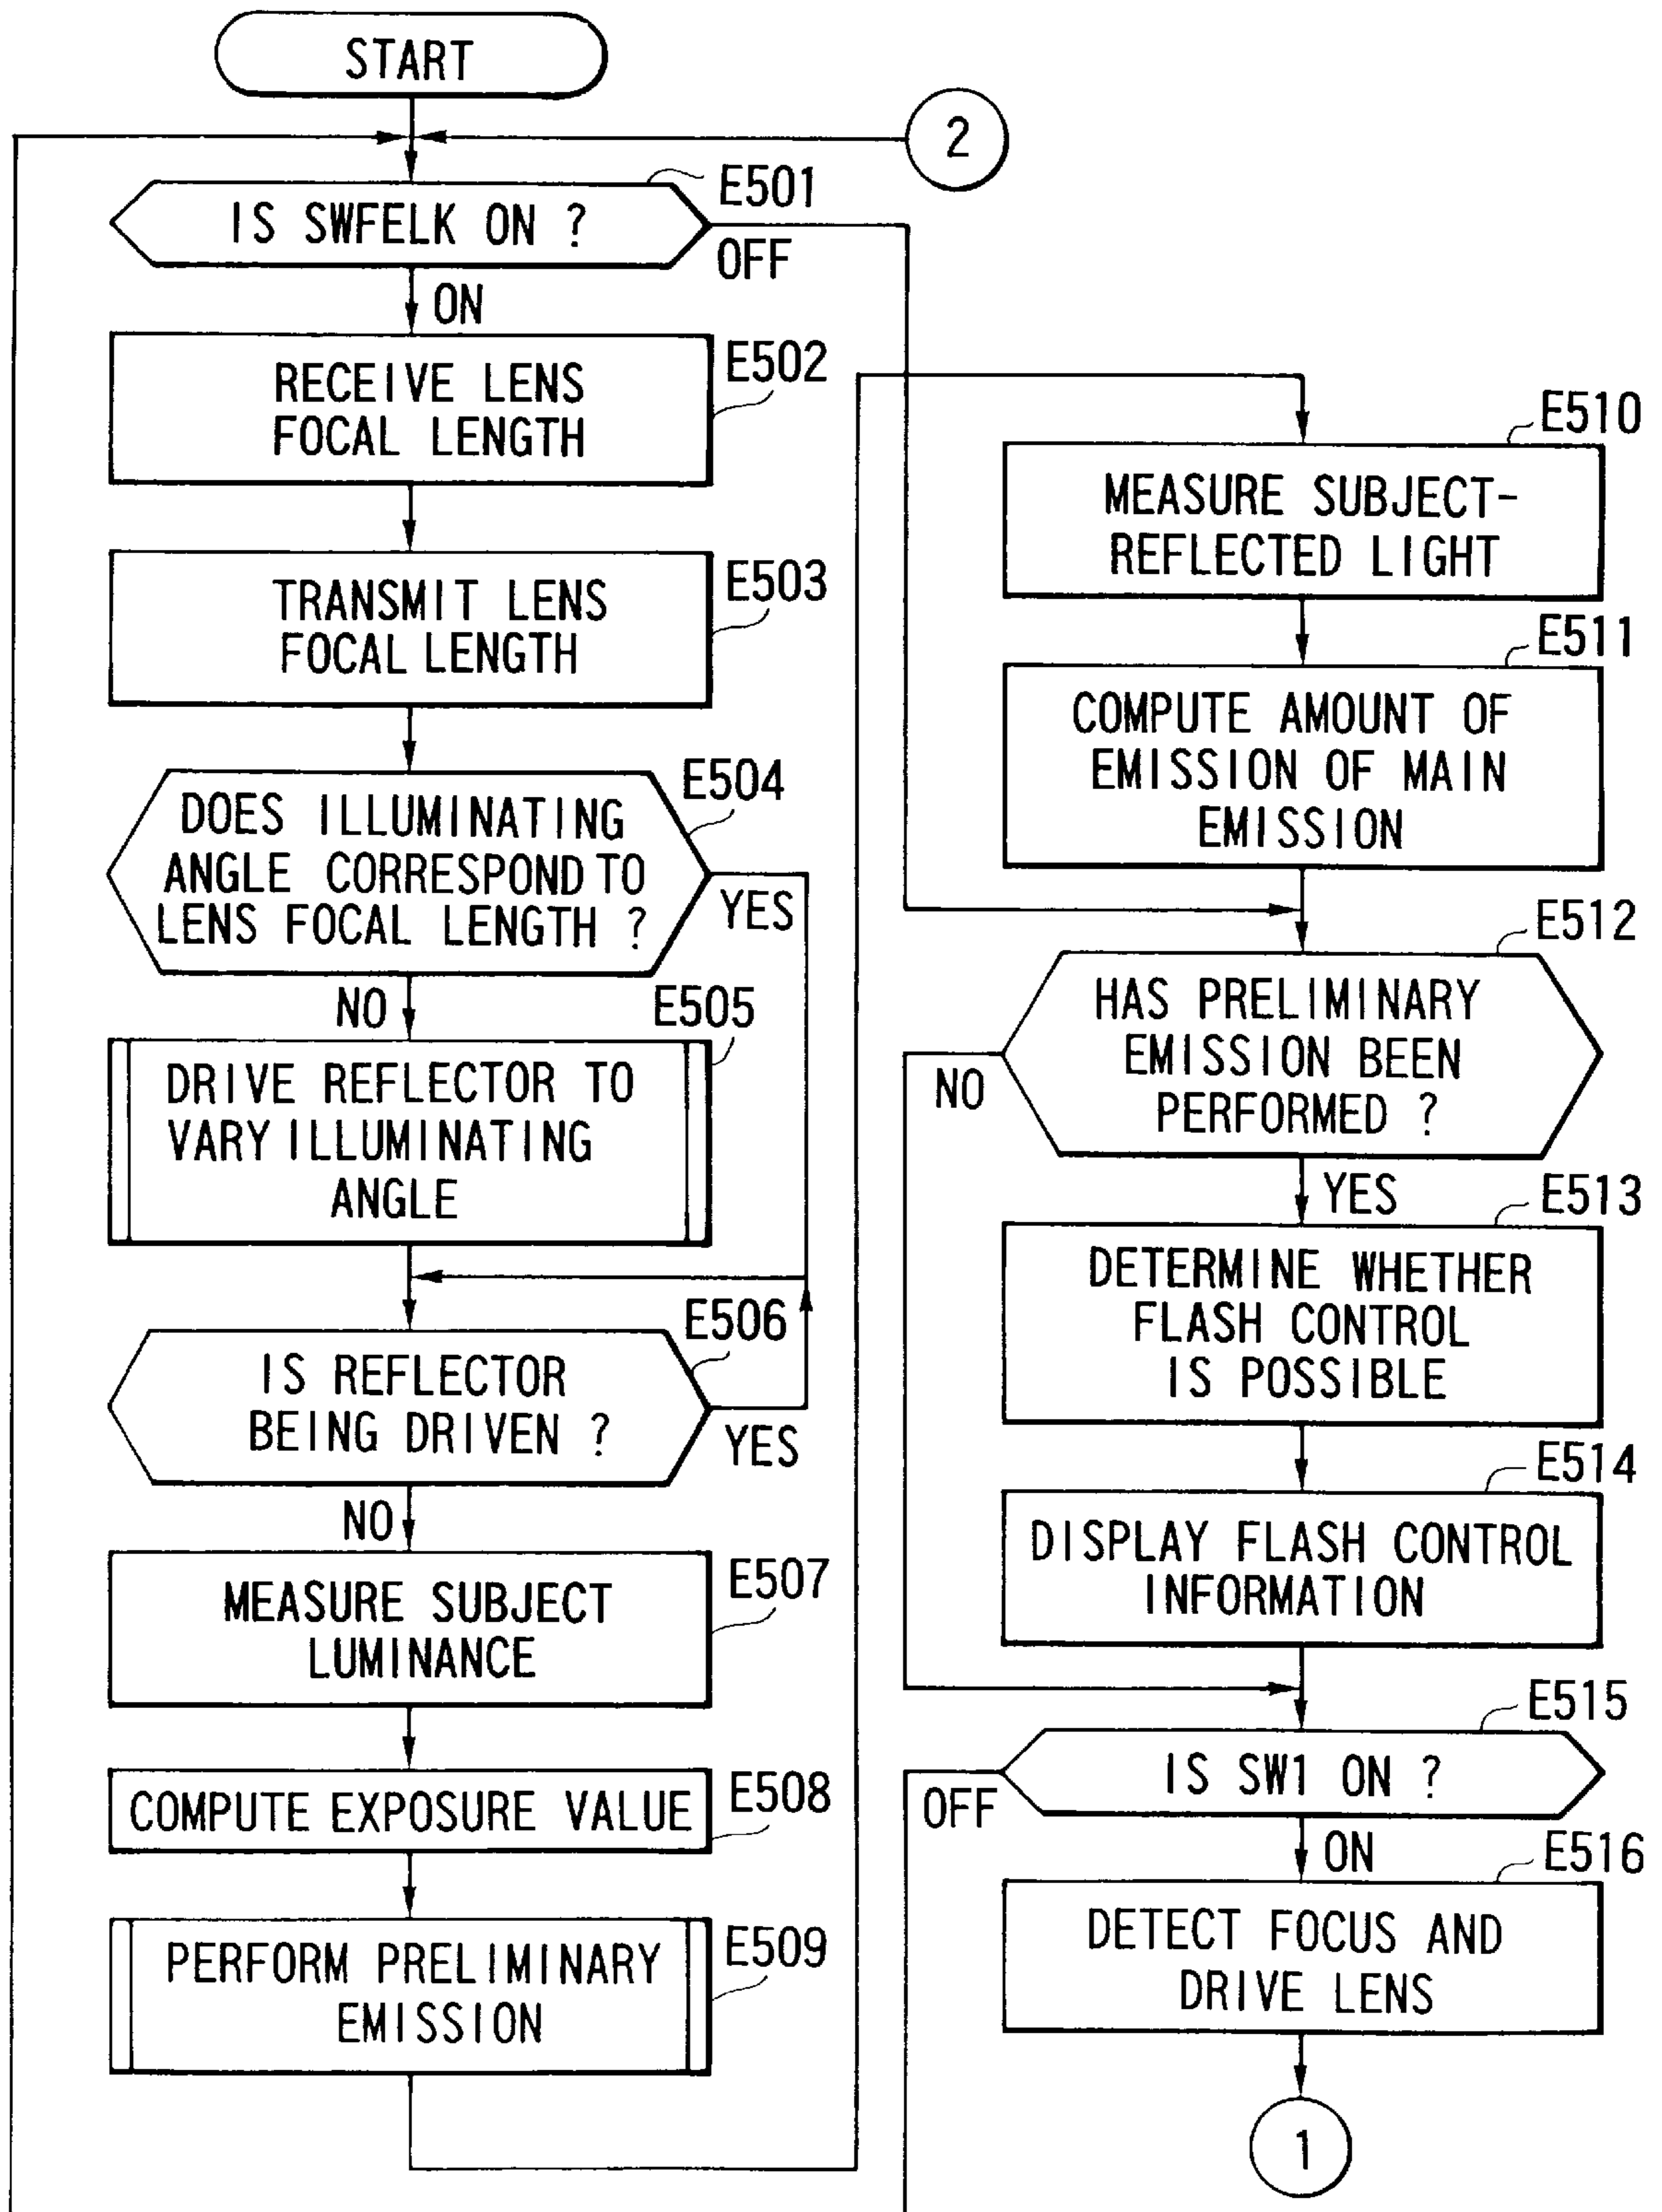 START
2
E501
IS SWFELK ON ?
OFF
ON
E502
RECEIVE LENS
FOCAL LENGTH
E503
TRANSMIT LENS
FOCAL LENGTH
E504
DOES ILLUMINATING
ANGLE CORRESPOND TO
LENS FOCAL LENGTH ?
YES
NO
E505
DRIVE REFLECTOR TO
VARY ILLUMINATING
ANGLE
E506
IS REFLECTOR
BEING DRIVEN ?
YES
NO
E507
MEASURE SUBJECT
LUMINANCE
E508
COMPUTE EXPOSURE VALUE
E509
PERFORM PRELIMINARY
EMISSION
E510
MEASURE SUBJECT-
REFLECTED LIGHT
E511
COMPUTE AMOUNT OF
EMISSION OF MAIN
EMISSION
E512
HAS PRELIMINARY
EMISSION BEEN
PERFORMED ?
NO
YES
E513
DETERMINE WHETHER
FLASH CONTROL
IS POSSIBLE
E514
DISPLAY FLASH CONTROL
INFORMATION
E515
IS SW1 ON ?
OFF
ON
E516
DETECT FOCUS AND
DRIVE LENS
1